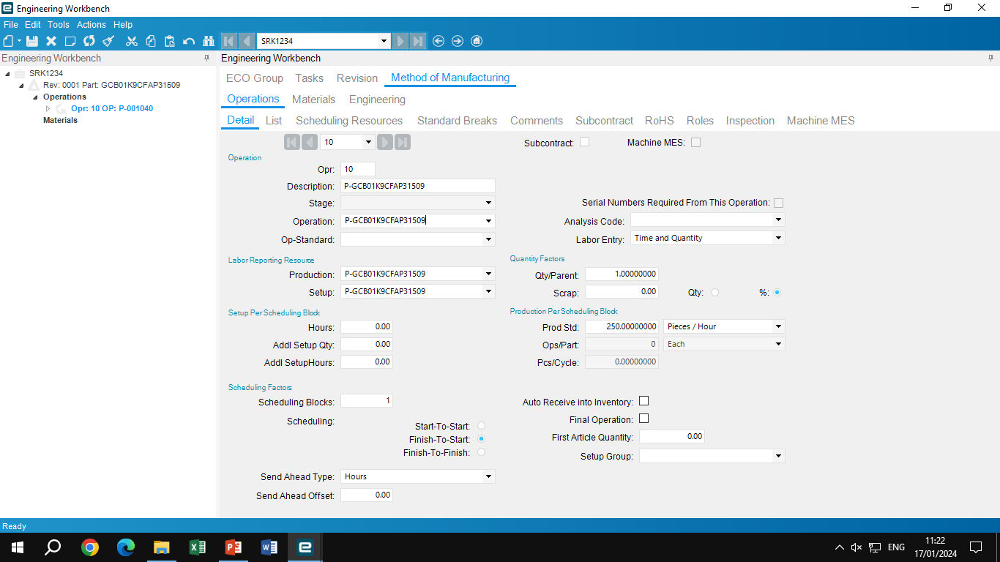 Engineering Workbench
File Edit Tools Actions Help
SRK1234
Engineering Workbench
Engineering Workbench
SRK1234
Rev: 0001 Part: GCB01K9CFAP31509
Operations
Opr: 10 OP: P-001040
Materials
ECO Group Tasks Revision Method of Manufacturing
Operations Materials Engineering
Detail List Scheduling Resources Standard Breaks Comments Subcontract RoHS Roles Inspection Machine MES
10 Subcontract: Machine MES:
Operation
Opr: 10
Description: P-GCB01K9CFAP31509
Stage: Serial Numbers Required From This Operation:
Operation: P-GCB01K9CFAP31509 Analysis Code:
Op-Standard: Labor Entry: Time and Quantity
Labor Reporting Resource Quantity Factors
Production: P-GCB01K9CFAP31509 Qty/Parent: 1.00000000
Setup: P-GCB01K9CFAP31509 Scrap: 0.00 Qty: %:
Setup Per Scheduling Block Production Per Scheduling Block
Hours: 0.00 Prod Std: 250.00000000 Pieces / Hour
Addl Setup Qty: 0.00 Ops/Part: 0 Each
Addl SetupHours: 0.00 Pcs/Cycle: 0.00000000
Scheduling Factors
Scheduling Blocks: 1 Auto Receive into Inventory:
Scheduling: Final Operation:
Start-To-Start:
Finish-To-Start: First Article Quantity: 0.00
Finish-To-Finish: Setup Group:
Send Ahead Type: Hours
Send Ahead Offset: 0.00
Ready
ENG 11:22
17/01/2024